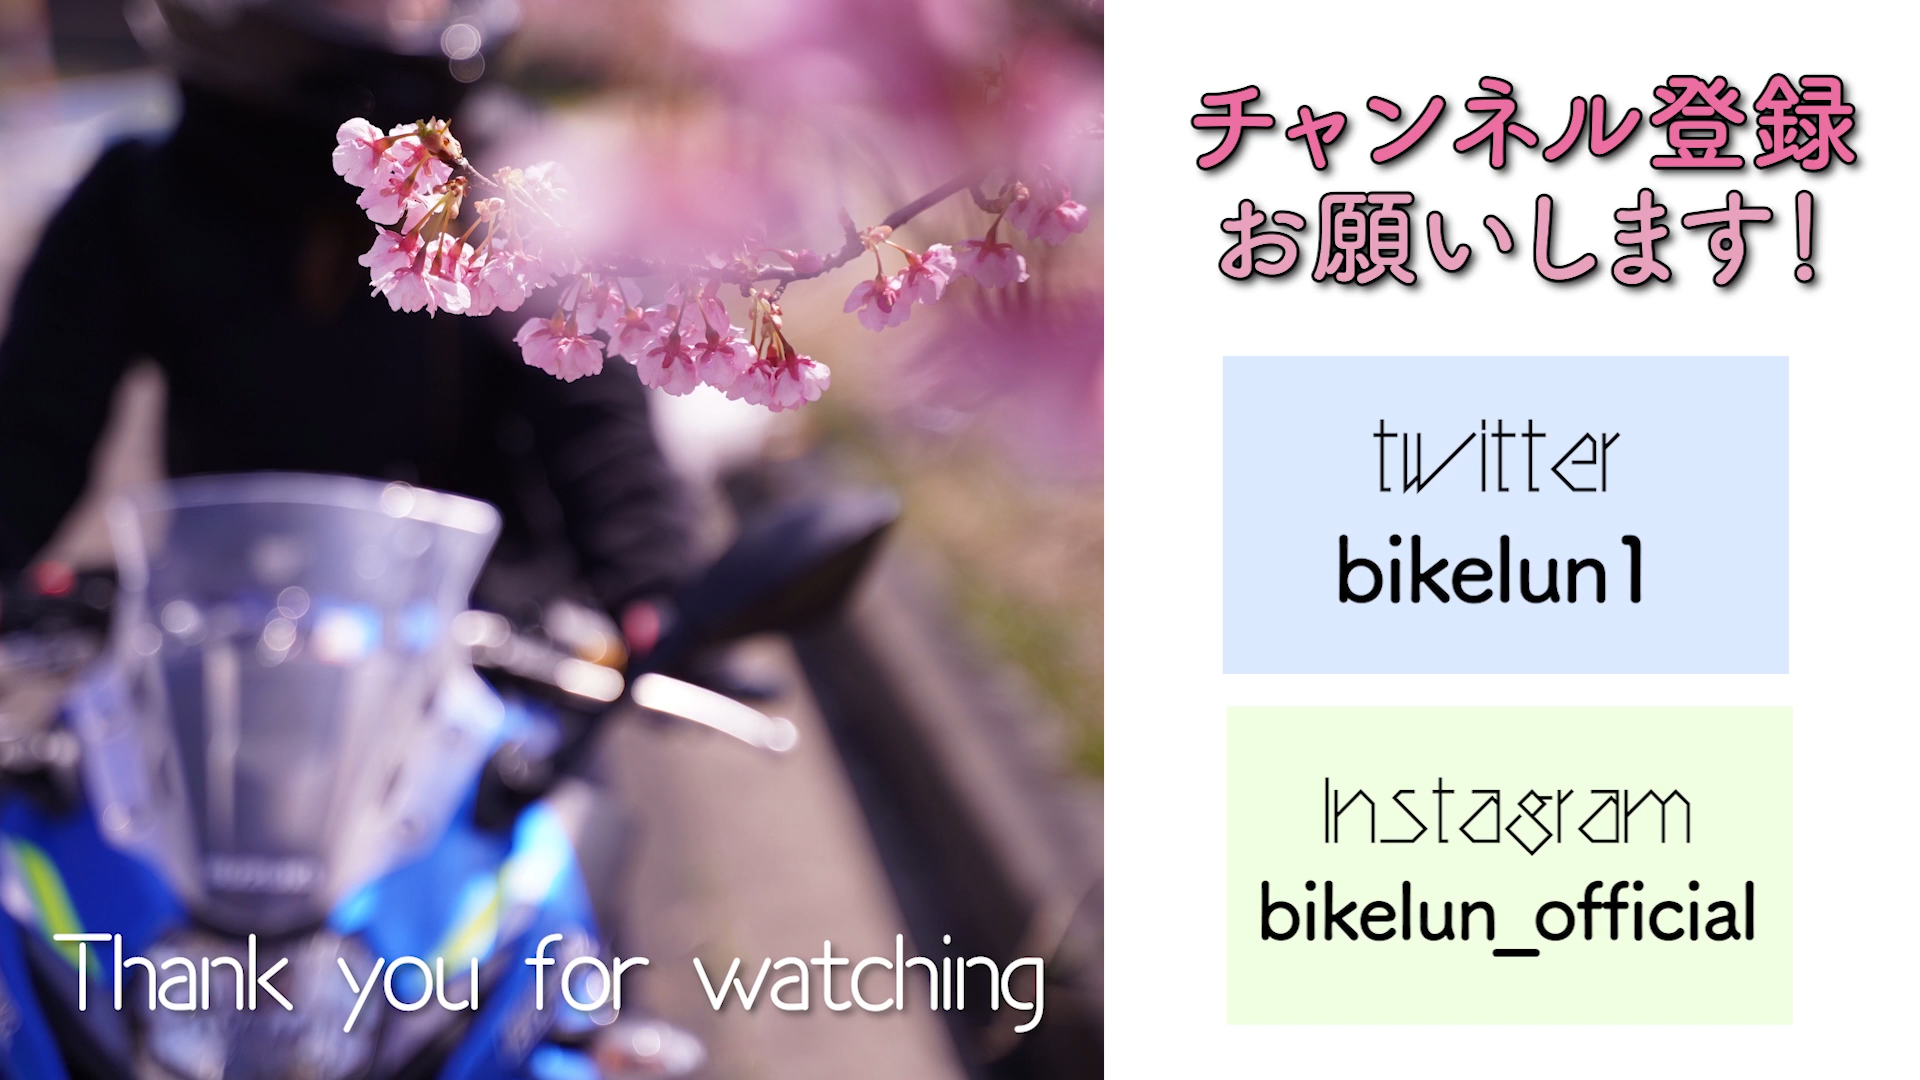 チャンネル登録
お願いします!
twitter
bikelun1
Instagram
bikelun_official
Thank you for watching